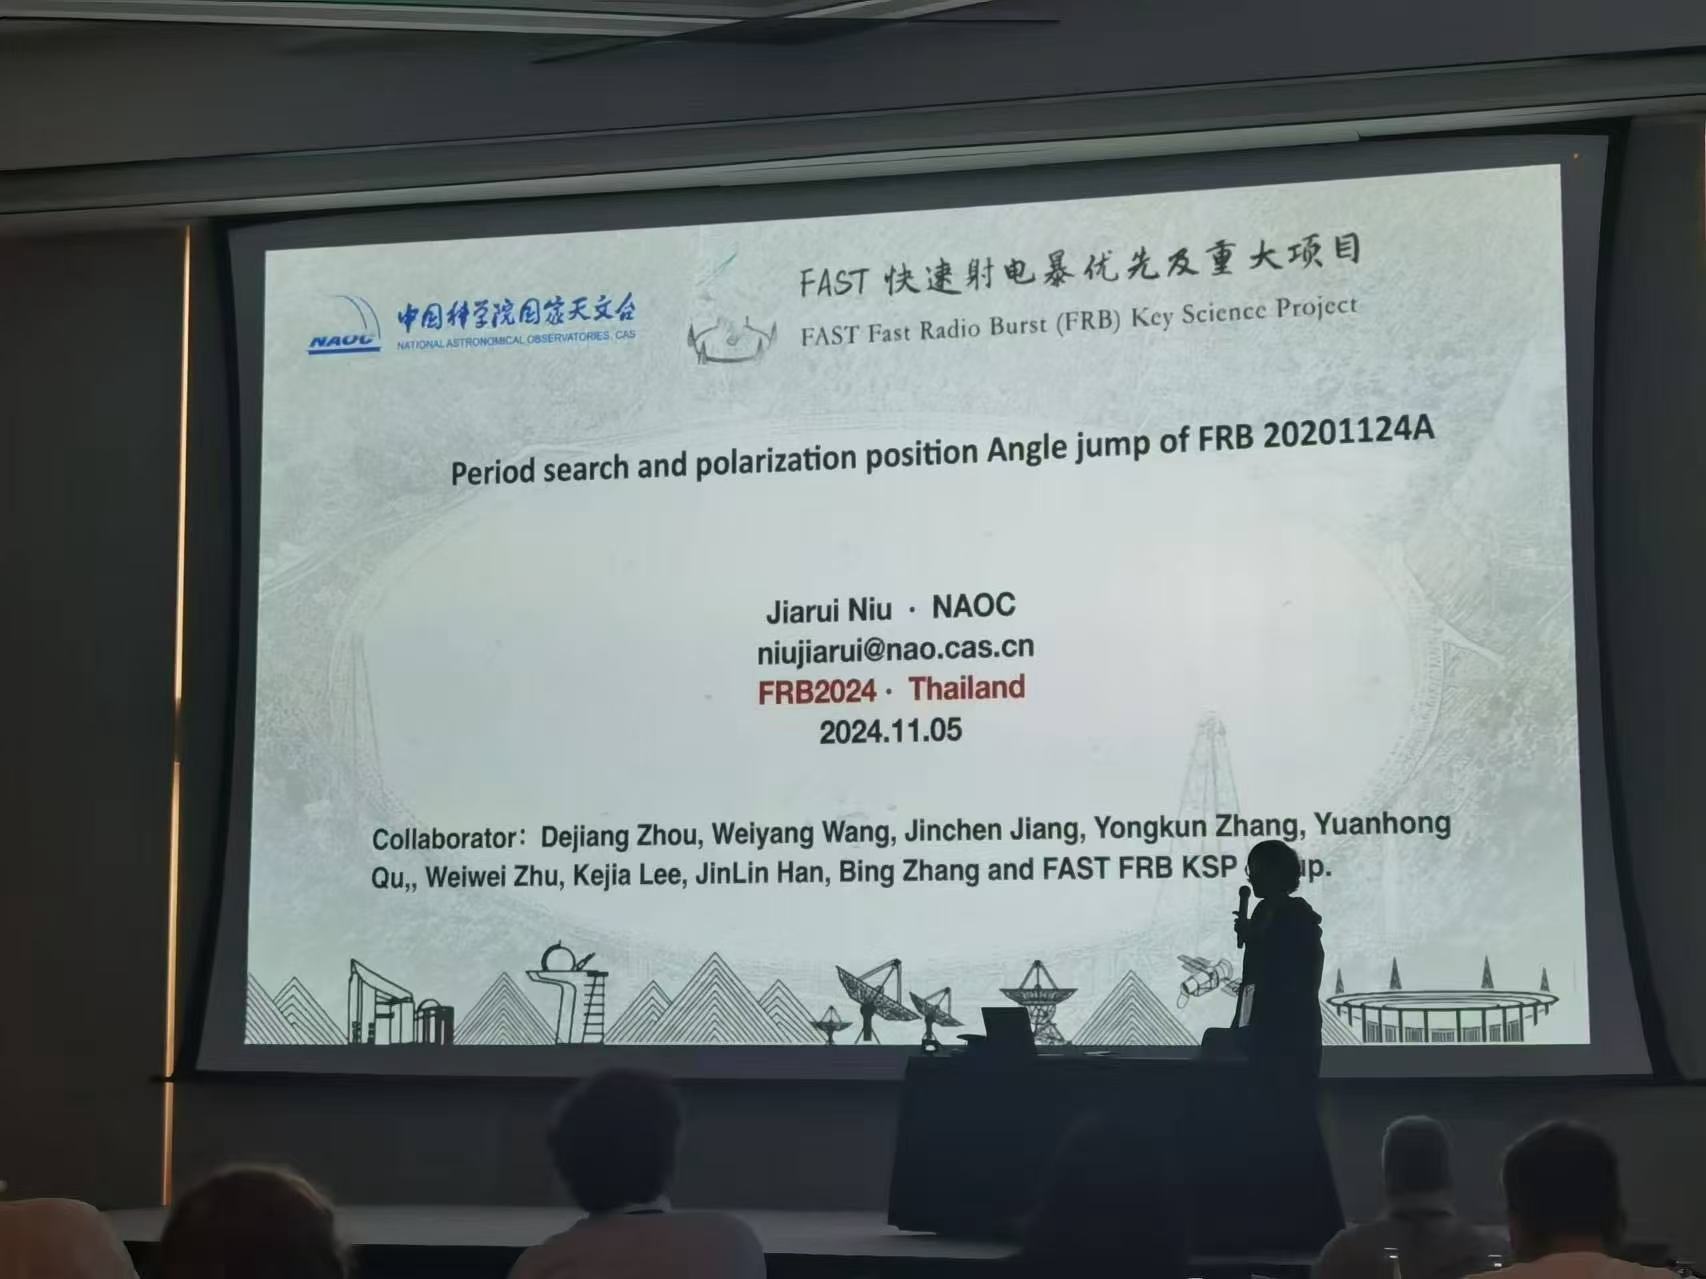 NAOC
中国科学院国家天文台
NATIONAL ASTRONOMICAL OBSERVATORIES, CAS
FAST 快速射电暴优先及重大项目
FAST Fast Radio Burst (FRB) Key Science Project
Period search and polarization position Angle jump of FRB 20201124A
Jiarui Niu · NAOC
niujiarui@nao.cas.cn
FRB2024 · Thailand
2024.11.05
Collaborator: Dejiang Zhou, Weiyang Wang, Jinchen Jiang, Yongkun Zhang, Yuanhong
Qu,, Weiwei Zhu, Kejia Lee, JinLin Han, Bing Zhang and FAST FRB KSP up.